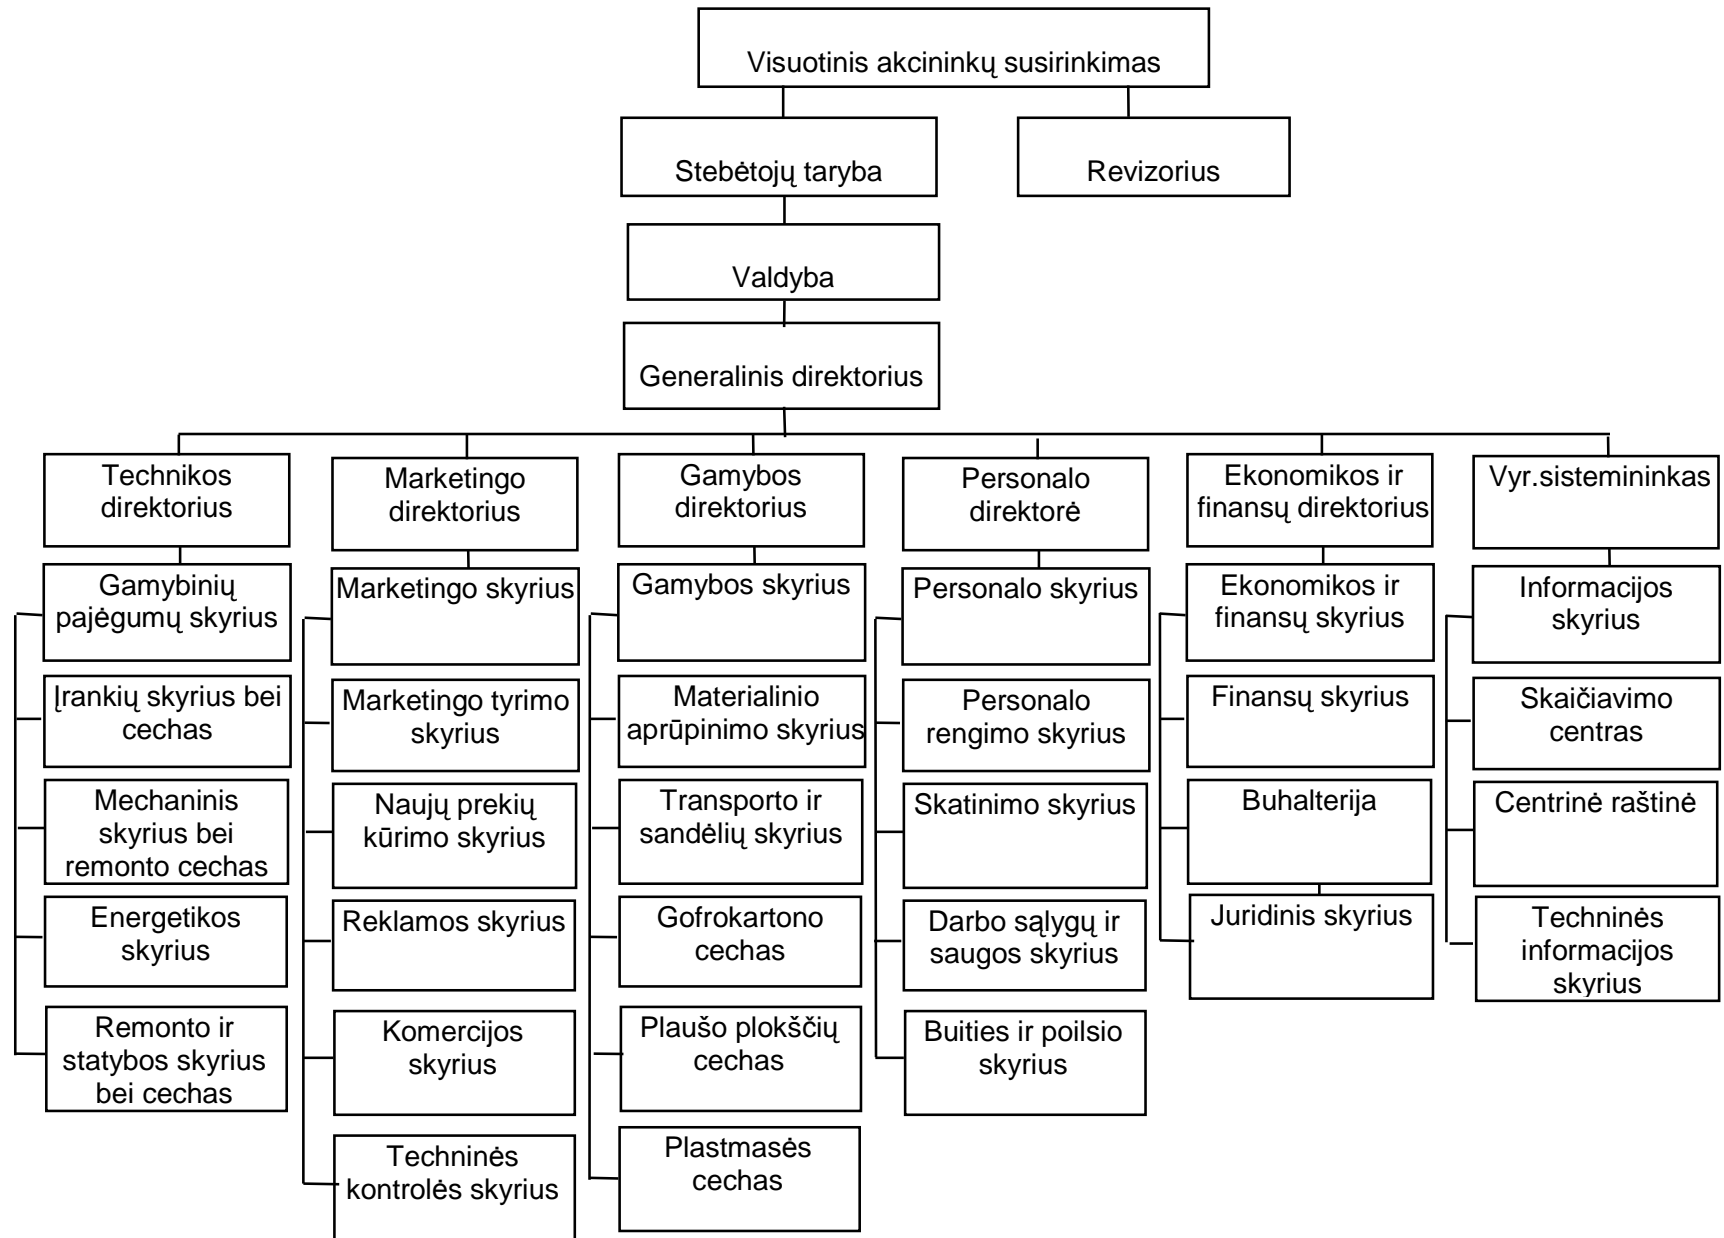 Visuotinis akcininkų susirinkimas
Stebėtojų taryba
Revizorius
Valdyba
Generalinis direktorius
Technikos
direktorius
Marketingo
direktorius
Gamybos
direktorius
Personalo
direktorė
Ekonomikos ir
finansų direktorius
Vyr.sistemininkas
Gamybinių
pajėgumų skyrius
Marketingo skyrius
Gamybos skyrius
Personalo skyrius
Ekonomikos ir
finansų skyrius
Informacijos
skyrius
Įrankių skyrius bei
cechas
Marketingo tyrimo
skyrius
Materialinio
aprūpinimo skyrius
Personalo
rengimo skyrius
Finansų skyrius
Skaičiavimo
centras
Mechaninis
skyrius bei
remonto cechas
Naujų prekių
kūrimo skyrius
Transporto ir
sandėlių skyrius
Skatinimo skyrius
Buhalterija
Centrinė raštinė
Energetikos
skyrius
Reklamos skyrius
Gofrokartono
cechas
Darbo sąlygų ir
saugos skyrius
Juridinis skyrius
Techninės
informacijos
skyrius
Remonto ir
statybos skyrius
bei cechas
Komercijos
skyrius
Plaušo plokščių
cechas
Buities ir poilsio
skyrius
Techninės
kontrolės skyrius
Plastmasės
cechas